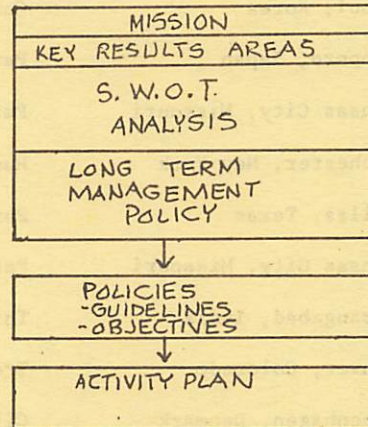 MISSION
KEY RESULTS AREAS
S.W.O.T.
ANALYSIS
LONG TERM
MANAGEMENT
POLICY
POLICIES
-GUIDELINES
-OBJECTIVES
ACTIVITY PLAN